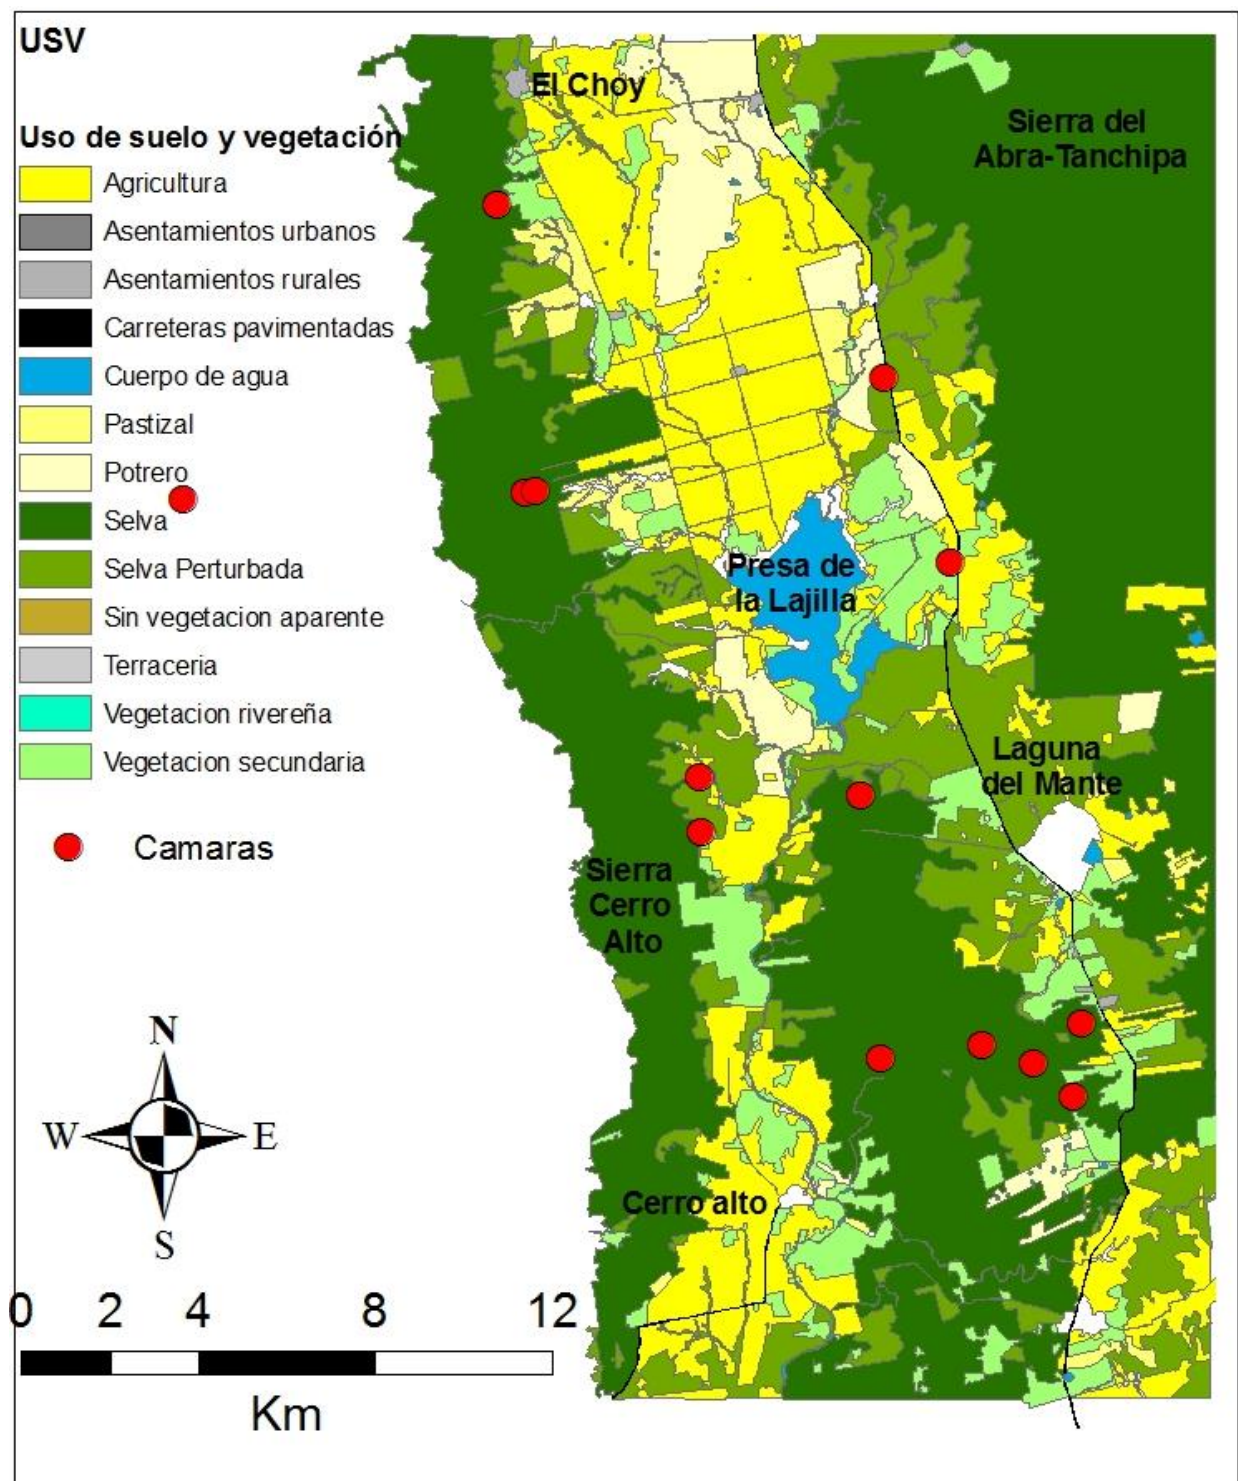 USV
Uso de suelo y vegetación
Agricultura
Asentamientos urbanos
Asentamientos rurales
Carreteras pavimentadas
Cuerpo de agua
Pastizal
Potrero
Selva
Selva Perturbada
Sin vegetacion aparente
Terraceria
Vegetacion rivereña
Vegetacion secundaria
Camaras
El Choy
Sierra del
Abra-Tanchipa
Presa de
la Lajilla
Laguna
del Mante
Sierra
Cerro
Alto
Cerro alto
N
W E
S
0 2 4 8 12
Km